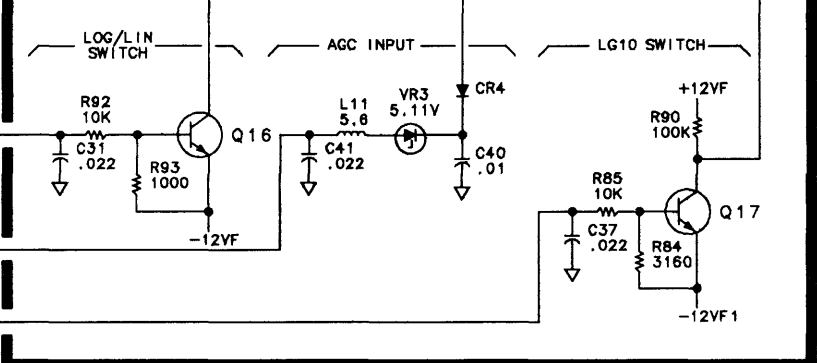 LOG/LIN
SWITCH
AGC INPUT
LG10 SWITCH
R92
10K
C31
.022
R93
1000
Q16
-12VF
L11
5.6
C41
.022
VR3
5.11V
CR4
C40
.01
+12VF
R90
100K
R85
10K
C37
.022
R84
3160
Q17
-12VF1